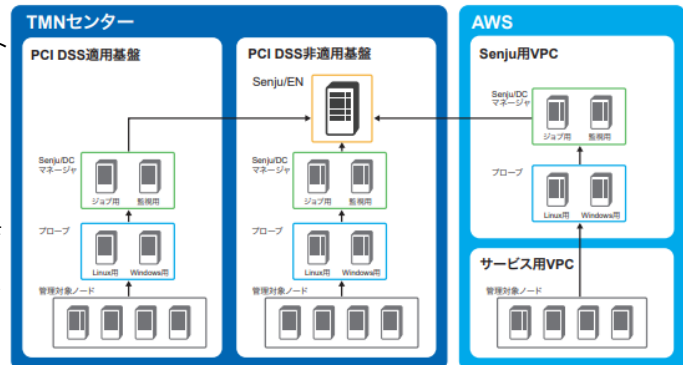 TMNセンター
PCI DSS適用基盤
Senju/DC
マネージャ
ジョブ用 監視用
プローブ
Linux用 Windows用
管理対象ノード
PCI DSS非適用基盤
Senju/EN
Senju/DC
マネージャ
ジョブ用 監視用
プローブ
Linux用 Windows用
管理対象ノード
AWS
Senju用VPC
Senju/DC
マネージャ
ジョブ用 監視用
プローブ
Linux用 Windows用
サービス用VPC
管理対象ノード